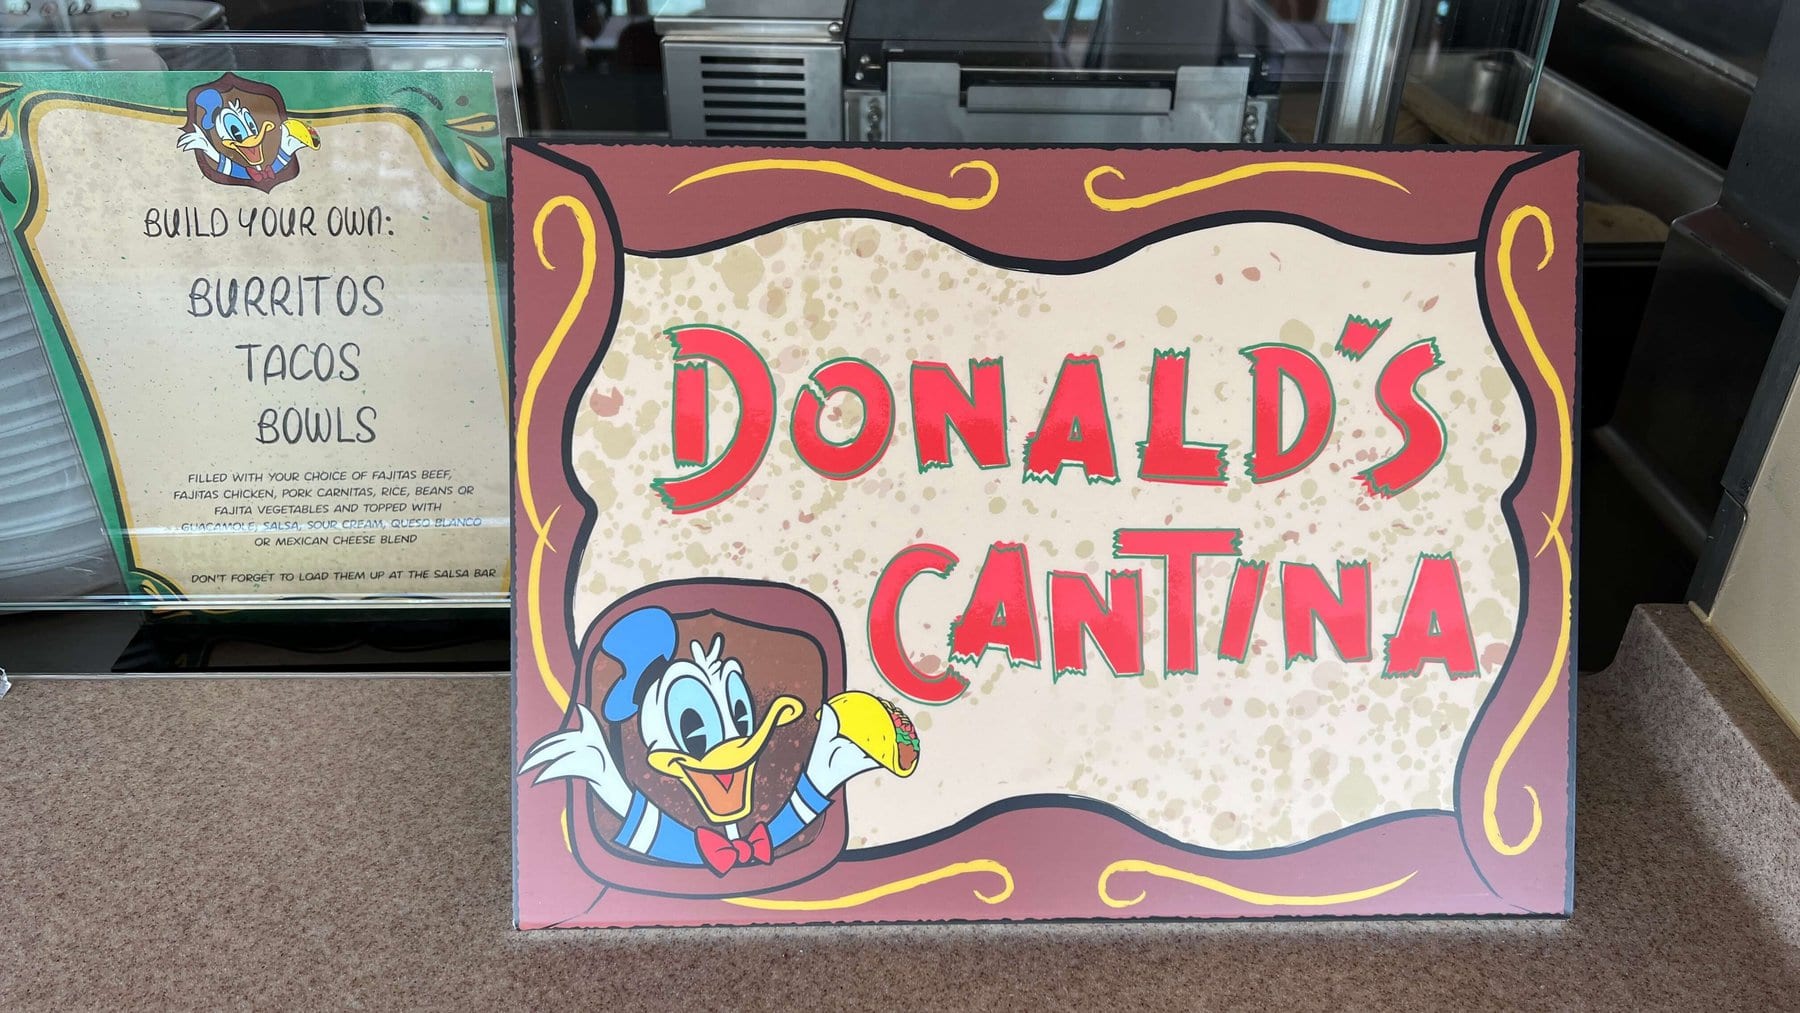 BUILD YOUR OWN:
BURRITOS
TACOS
BOWLS
FILLED WITH YOUR CHOICE OF FAJITAS BEEF,
FAJITAS CHICKEN, PORK CARNITAS, RICE, BEANS OR
FAJITA VEGETABLES AND TOPPED WITH
GUACAMOLE, SALSA, SOUR CREAM, QUESO BLANCO
OR MEXICAN CHEESE BLEND
DON'T FORGET TO LOAD THEM UP AT THE SALSA BAR
DONALD'S
CANTINA